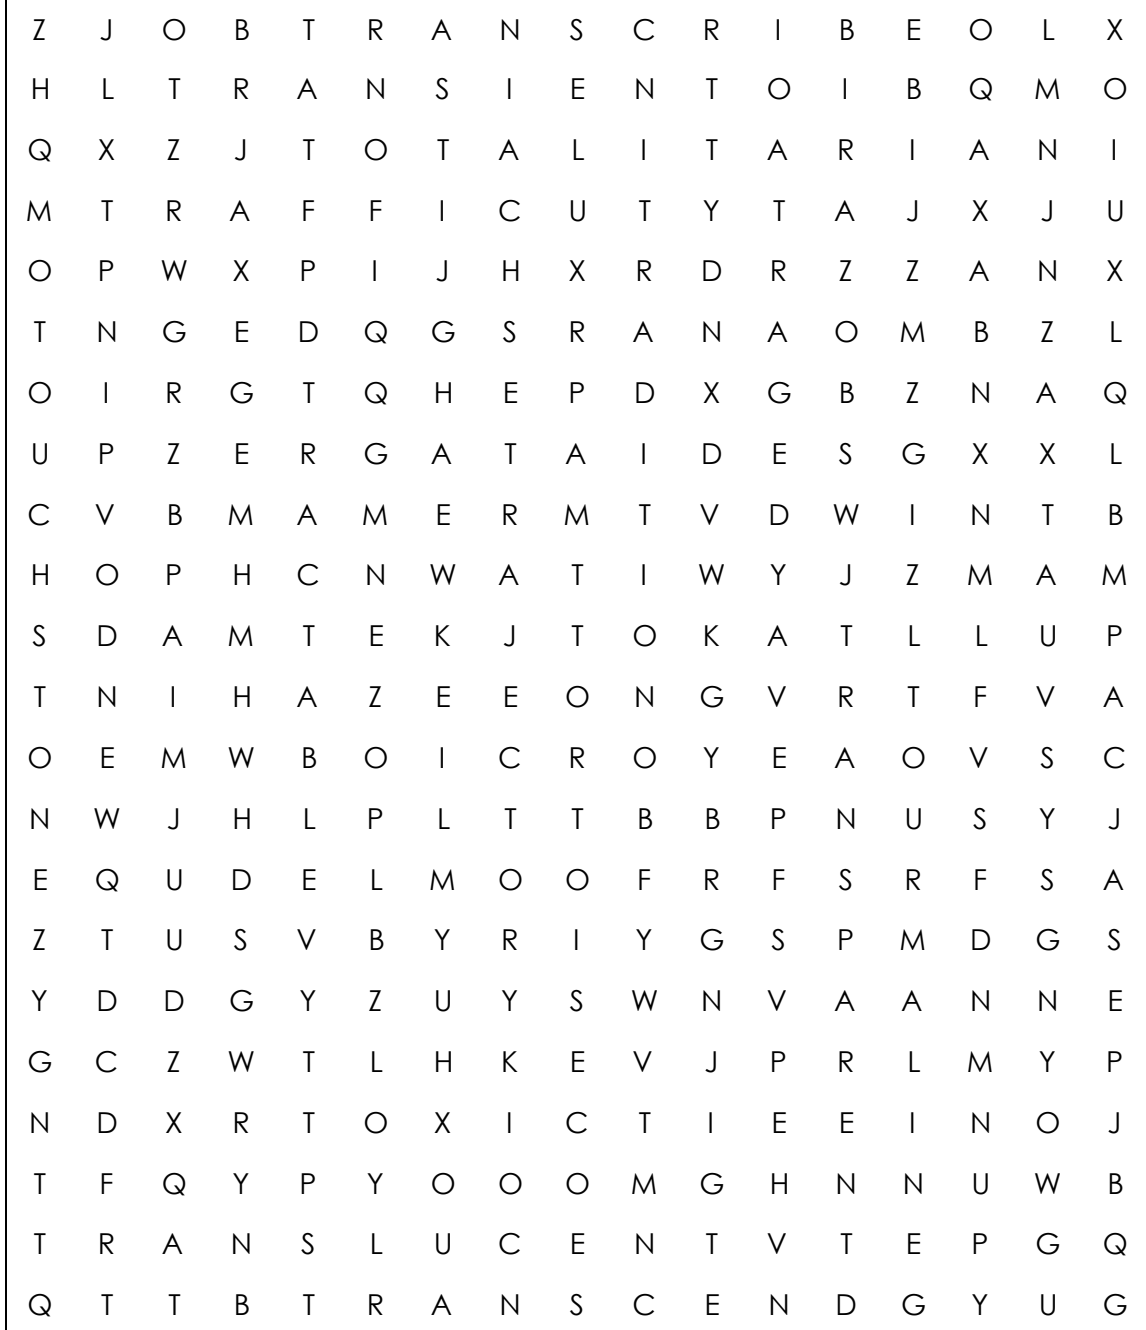 Z J O B T R A N S C R I B E O L X
H L T R A N S I E N T O I B Q M O
Q X Z J T O T A L I T A R I A N I
M T R A F F I C U T Y T A J X J U
O P W X P I J H X R D R Z Z A N X
T N G E D Q G S R A N A O M B Z L
O I R G T Q H E P D X G B Z N A Q
U P Z E R G A T A I D E S G X X L
C V B M A M E R M T V D W I N T B
H O P H C N W A T I W Y J Z M A M
S D A M T E K J T O K A T L L U P
T N I H A Z E E O N G V R T F V A
O E M W B O I C R O Y E A O V S C
N W J H L P L T T B B P N U S Y J
E Q U D E L M O O F R F S R F S A
Z T U S V B Y R I Y G S P M D G S
Y D D G Y Z U Y S W N V A A N N E
G C Z W T L H K E V J P R L M Y P
N D X R T O X I C T I E E I N O J
T F Q Y P Y O O O M G H N N U W B
T R A N S L U C E N T V T E P G Q
Q T T B T R A N S C E N D G Y U G